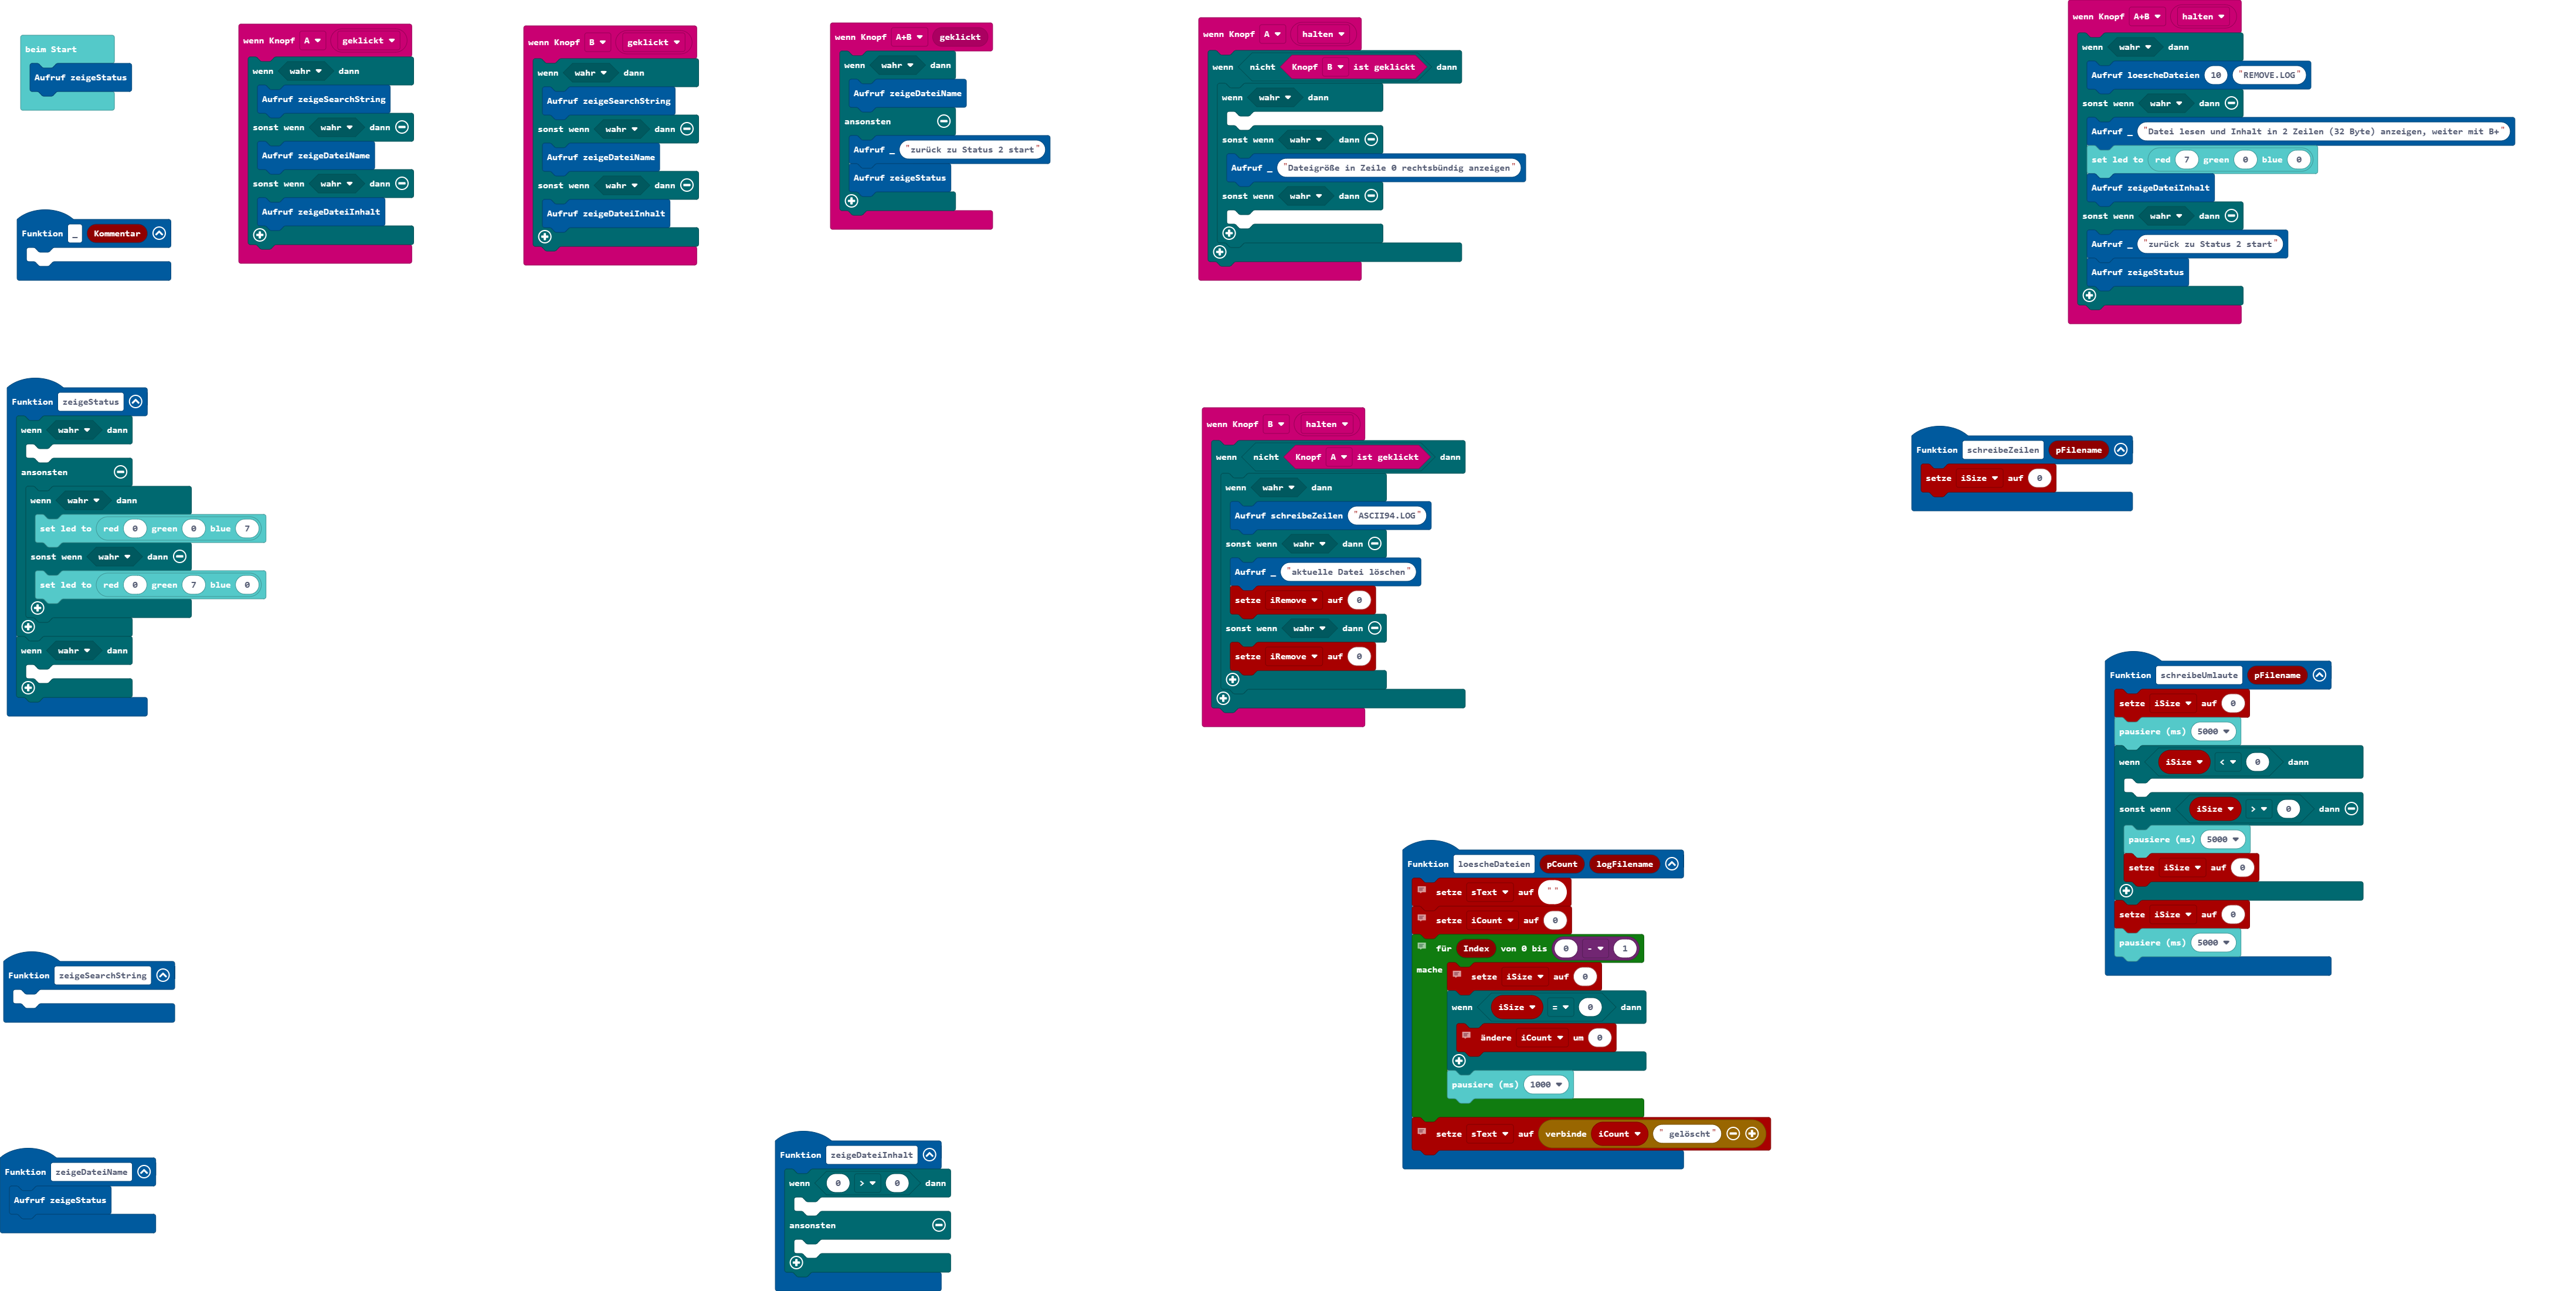 beim Start
Aufruf zeigeStatus
wenn Knopf A geklickt
wenn wahr dann
Aufruf zeigeSearchString
sonst wenn wahr dann
Aufruf zeigeDateiName
sonst wenn wahr dann
Aufruf zeigeDateiInhalt
wenn Knopf B geklickt
wenn wahr dann
Aufruf zeigeSearchString
sonst wenn wahr dann
Aufruf zeigeDateiName
sonst wenn wahr dann
Aufruf zeigeDateiInhalt
wenn Knopf A+B geklickt
wenn wahr dann
Aufruf zeigeDateiName
ansonsten
Aufruf _ "zurück zu Status 2 start"
Aufruf zeigeStatus
wenn Knopf A halten
wenn nicht Knopf B ist geklickt dann
wenn wahr dann
sonst wenn wahr dann
Aufruf _ "Dateigröße in Zeile 0 rechtsbündig anzeigen"
sonst wenn wahr dann
wenn Knopf A+B halten
wenn wahr dann
Aufruf loescheDateien 10 "REMOVE.LOG"
sonst wenn wahr dann
Aufruf _ "Datei lesen und Inhalt in 2 Zeilen (32 Byte) anzeigen, weiter mit B+"
set led to red 7 green 0 blue 0
Aufruf zeigeDateiInhalt
sonst wenn wahr dann
Aufruf _ "zurück zu Status 2 start"
Aufruf zeigeStatus
Funktion _ Kommentar
Funktion zeigeStatus
wenn wahr dann
ansonsten
wenn wahr dann
set led to red 0 green 0 blue 7
sonst wenn wahr dann
set led to red 0 green 7 blue 0
wenn wahr dann
wenn Knopf B halten
wenn nicht Knopf A ist geklickt dann
wenn wahr dann
Aufruf schreibeZeilen "ASCII94.LOG"
sonst wenn wahr dann
Aufruf _ "aktuelle Datei löschen"
setze iRemove auf 0
sonst wenn wahr dann
setze iRemove auf 0
Funktion schreibeZeilen pFilename
setze iSize auf 0
Funktion schreibeUmlaute pFilename
setze iSize auf 0
pausiere (ms) 5000
wenn iSize < 0 dann
sonst wenn iSize > 0 dann
pausiere (ms) 5000
setze iSize auf 0
setze iSize auf 0
pausiere (ms) 5000
Funktion loescheDateien pCount logFilename
setze sText auf ""
setze iCount auf 0
für Index von 0 bis 0 - 1
mache setze iSize auf 0
wenn iSize = 0 dann
ändere iCount um 0
pausiere (ms) 1000
setze sText auf verbinde iCount " gelöscht"
Funktion zeigeSearchString
Funktion zeigeDateiName
Aufruf zeigeStatus
Funktion zeigeDateiInhalt
wenn 0 > 0 dann
ansonsten